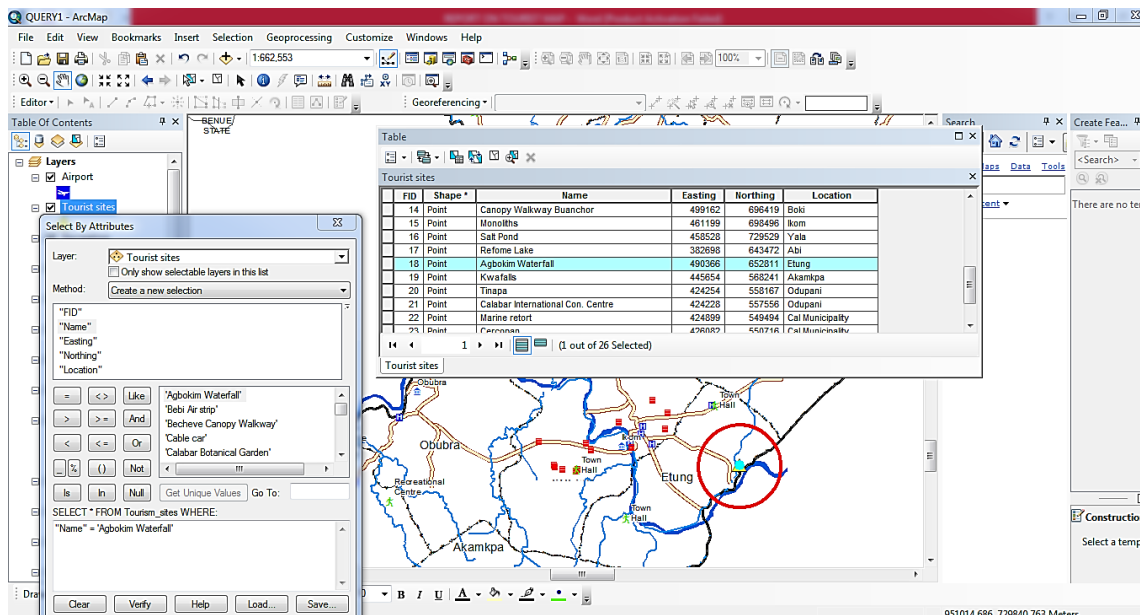 QUERY1 - ArcMap
File Edit View Bookmarks Insert Selection Geoprocessing Customize Windows Help
1:662,553
100%
Editor
Georeferencing
Table Of Contents
Layers
Airport
Tourist sites
BENUE
STATE
Table
Tourist sites
FID Shape * Name Easting Northing Location
14 Point Canopy Walkway Buanchor 499162 696419 Boki
15 Point Monoliths 461199 698496 Ikom
16 Point Salt Pond 458528 729529 Yala
17 Point Refome Lake 382698 643472 Abi
18 Point Agbokim Waterfall 490366 652811 Etung
19 Point Kwafalls 445654 568241 Akamkpa
20 Point Tinapa 424254 558167 Odupani
21 Point Calabar International Con. Centre 424228 557556 Odupani
22 Point Marine retort 424899 549494 Cal Municipality
23 Point Cercopan 426082 550716 Cal Municipality
1 (1 out of 26 Selected)
Tourist sites
Search
Maps Data Tools
Create Fea...
<Search>
There are no tem
Constructio
Select a temp
Select By Attributes
Layer: Tourist sites
Only show selectable layers in this list
Method: Create a new selection
"FID"
"Name"
"Easting"
"Northing"
"Location"
= < > Like
> > = And
< < = Or
_ % ( ) Not
Is In Null
'Agbokim Waterfall'
'Bebi Air strip'
'Becheve Canopy Walkway'
'Cable car'
'Calabar Botanical Garden'
Get Unique Values Go To:
SELECT * FROM Tourism_sites WHERE:
"Name" = 'Agbokim Waterfall'
Clear Verify Help Load... Save...
Obubra
Obubra
Recreational
Centre
Town
Hall
Ikom
Town
Hall
Etung
Town
Hall
Akamkpa
Dra
B I U A
951014.686 729840.763 Meters